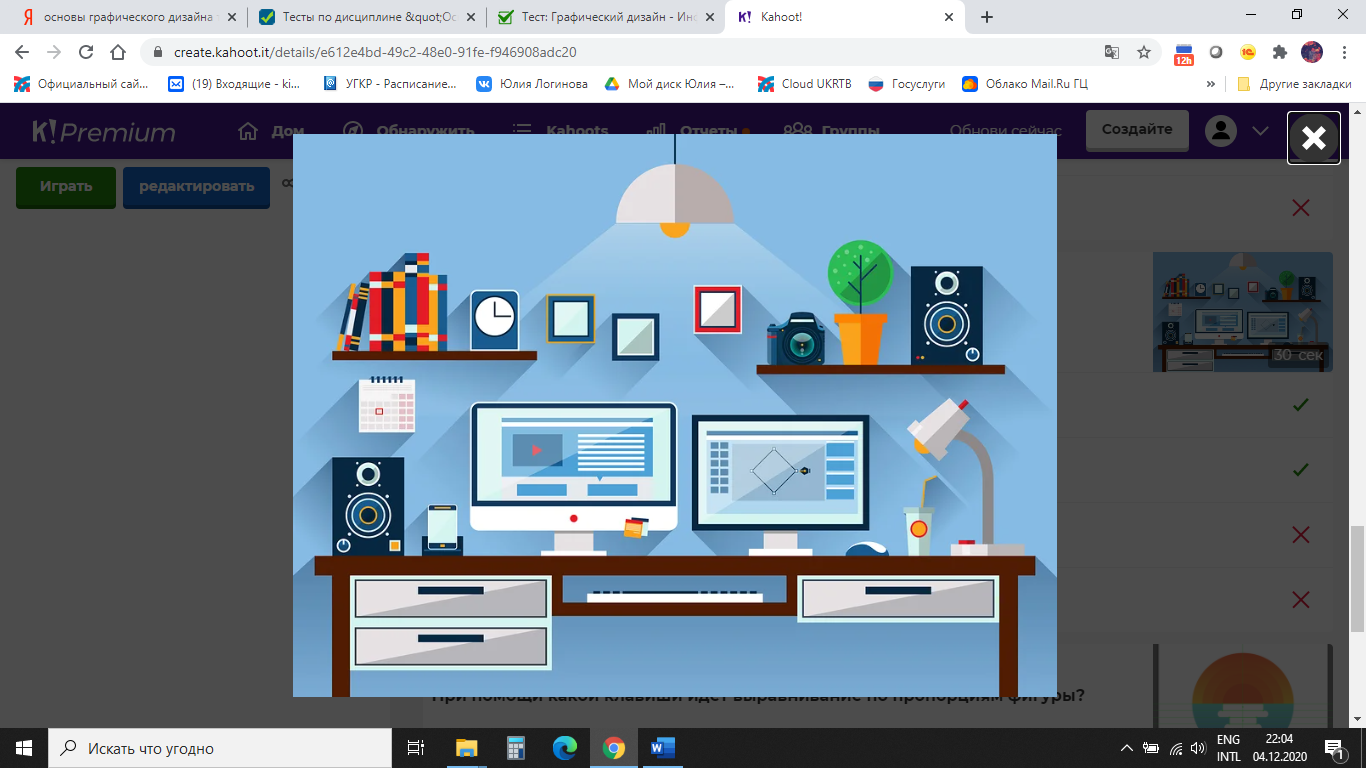 основы графического дизайна т
Тесты по дисциплине &quot;Ос
Тест: Графический дизайн - Инс
Kahoot!
create.kahoot.it/details/e612e4bd-49c2-48e0-91fe-f946908adc20
Официальный сай...
(19) Входящие - ki...
УГКР - Расписание...
Юлия Логинова
Мой диск Юлия –...
Cloud UKRTB
Госуслуги
Облако Mail.Ru ГЦ
»
Другие закладки
12h
K! Premium
Дом
Обнаружить
Kahoots
Отчеты
Группы
Обнови сейчас
Создайте
Играть
редактировать
30 сек
При помощи какой клавиши идет выравнивание по пропорциям фигуры?
Искать что угодно
ENG
INTL
22:04
04.12.2020
1